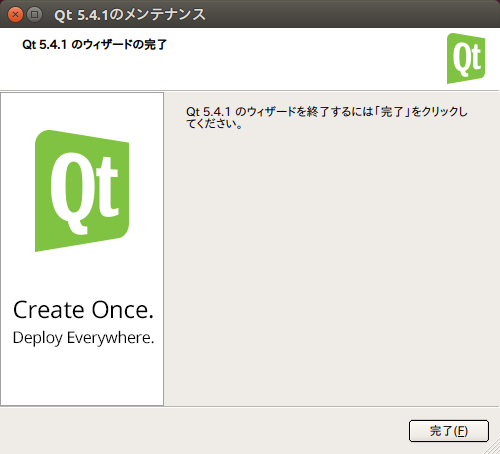 Qt 5.4.1のメンテナンス
Qt 5.4.1 のウィザードの完了
Qt
Qt 5.4.1 のウィザードを終了するには「完了」をクリックし
てください。
Qt
Create Once.
Deploy Everywhere.
完了(F)